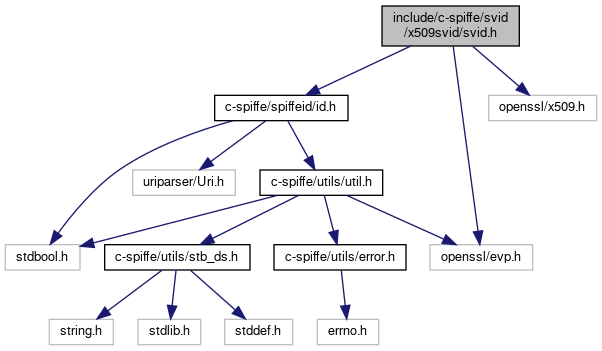 include/c-spiffe/svid
/x509svid/svid.h
c-spiffe/spiffeid/id.h
openssl/x509.h
uriparser/Uri.h
c-spiffe/utils/util.h
stdbool.h
c-spiffe/utils/stb_ds.h
c-spiffe/utils/error.h
openssl/evp.h
string.h
stdlib.h
stddef.h
errno.h